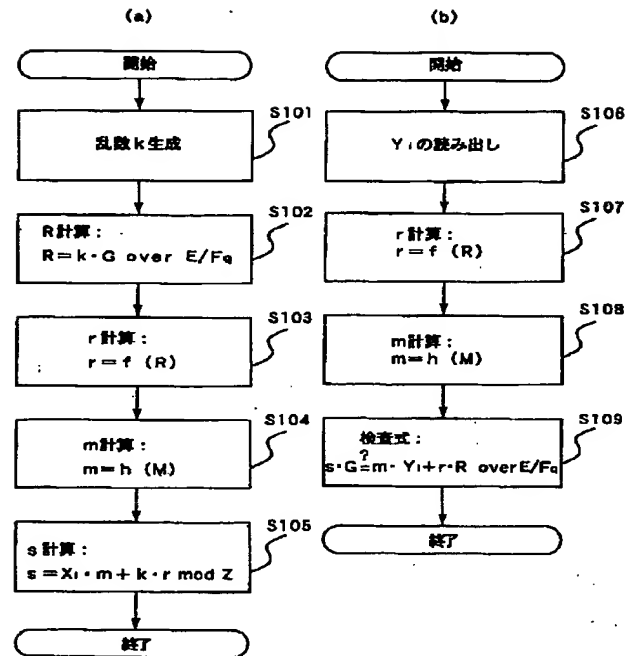 (a)
開始
S101
乱数k生成
S102
R計算:
R=k・G over E/Fq
S103
r計算:
r=f (R)
S104
m計算:
m=h (M)
S105
s計算:
s=Xi・m+k・r mod Z
終了
(b)
開始
S106
Yiの読み出し
S107
r計算:
r=f (R)
S108
m計算:
m=h (M)
S109
検査式:
?
s・G=m・Yi+r・R over E/Fq
終了